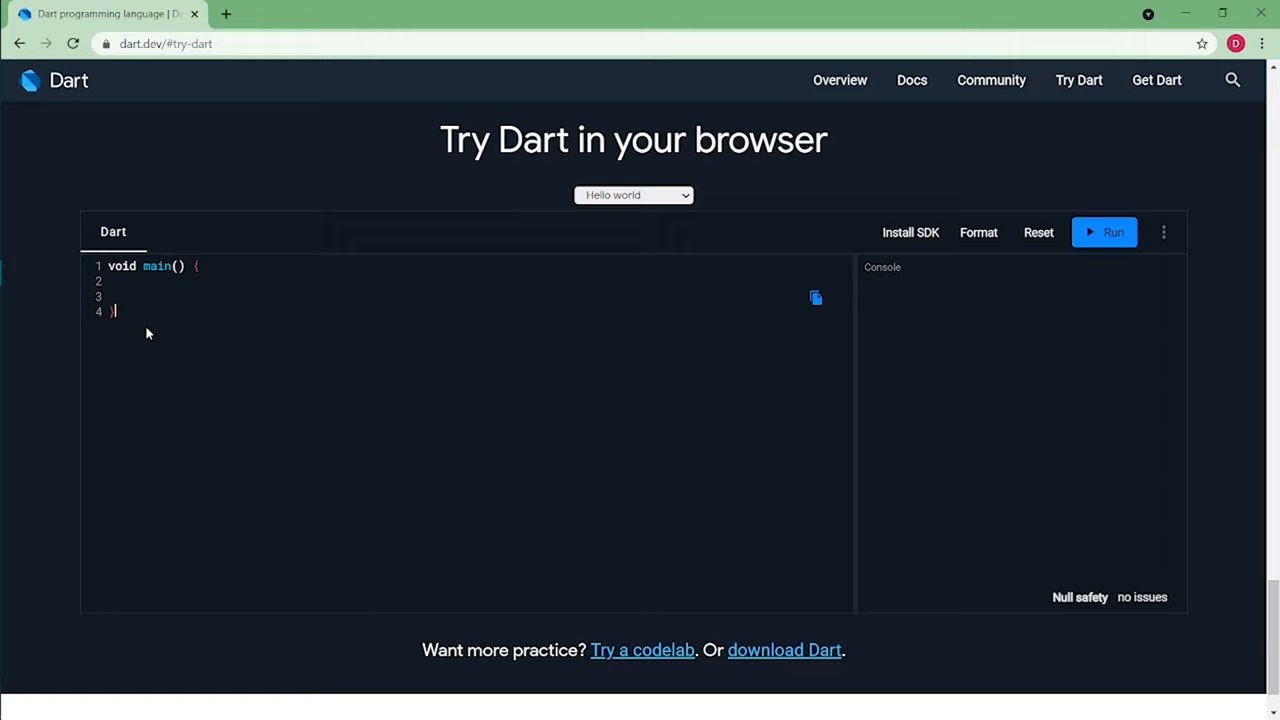 Dart programming language | D
dart.dev/#try-dart
D
Dart
Overview
Docs
Community
Try Dart
Get Dart
Try Dart in your browser
Hello world
Dart
Install SDK
Format
Reset
Run
1 void main() {
2
3
4 }
Console
Null safety no issues
Want more practice? Try a codelab. Or download Dart.